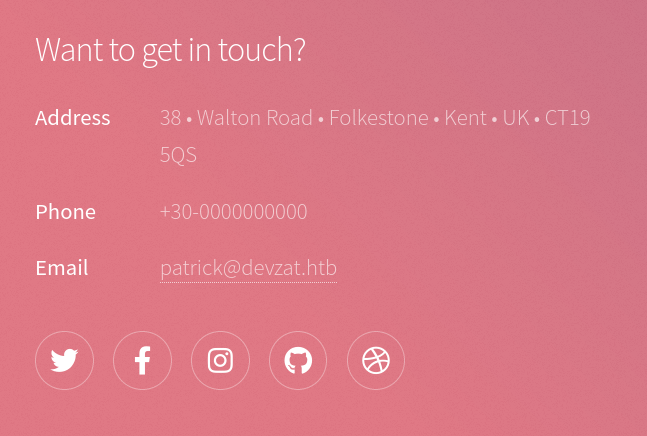 Want to get in touch?
Address 38 • Walton Road • Folkestone • Kent • UK • CT19
5QS
Phone +30-0000000000
Email patrick@devzat.htb